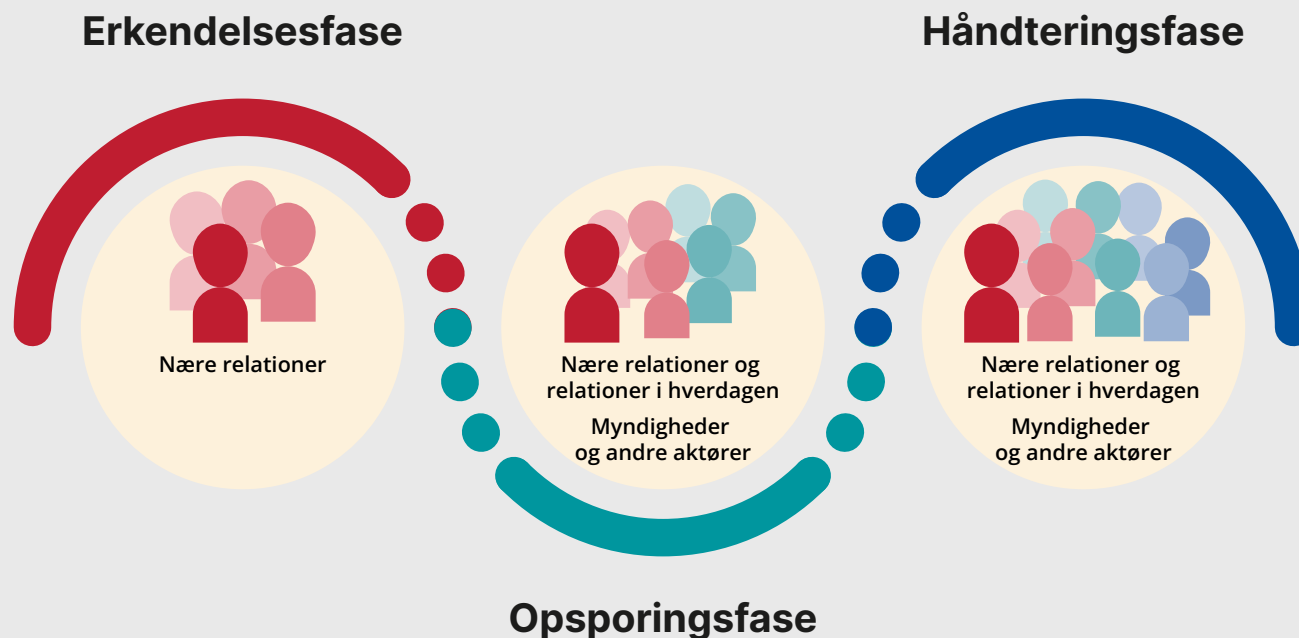 Erkendelsesfase
Håndteringsfase
Nære relationer
Nære relationer og
relationer i hverdagen
Myndigheder
og andre aktører
Nære relationer og
relationer i hverdagen
Myndigheder
og andre aktører
Opsporingsfase